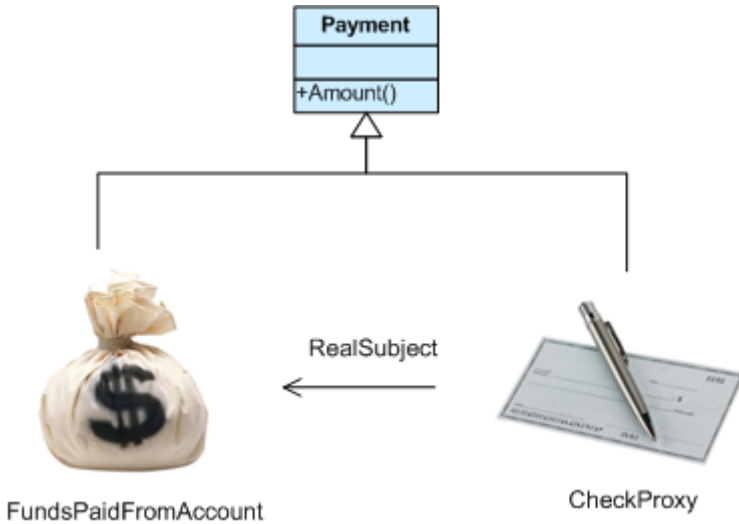 Payment
+Amount()
RealSubject
$
FundsPaidFromAccount
CheckProxy